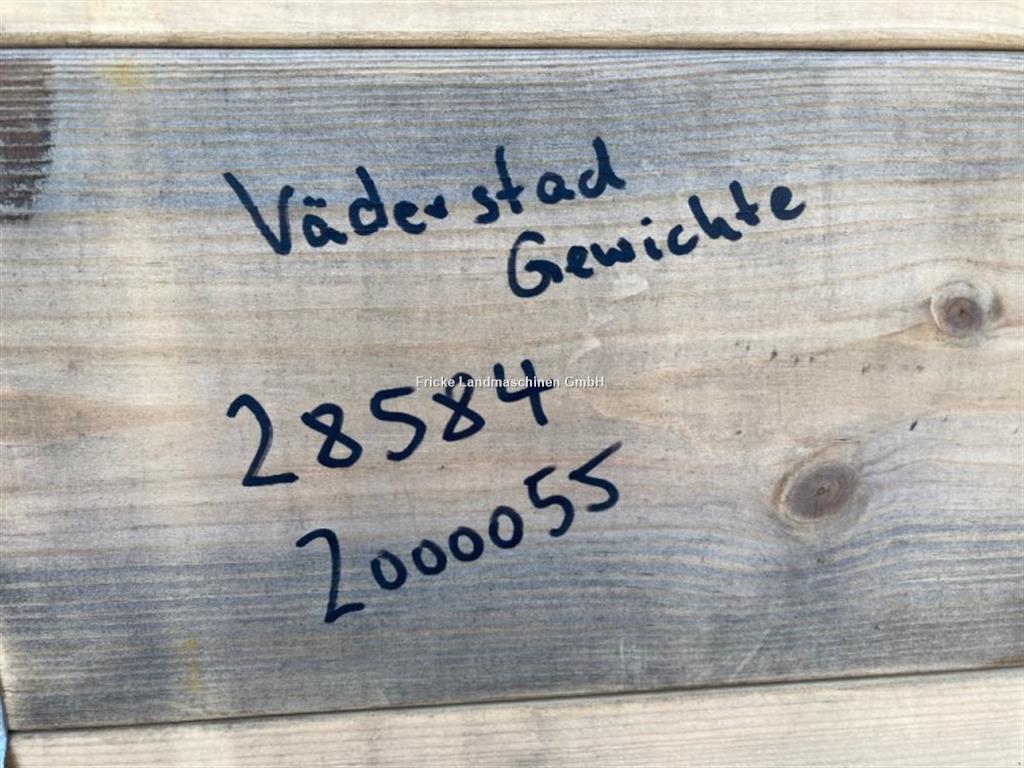 Väderstad
Gewichte
Fricke Landmaschinen GmbH
28584
2000055